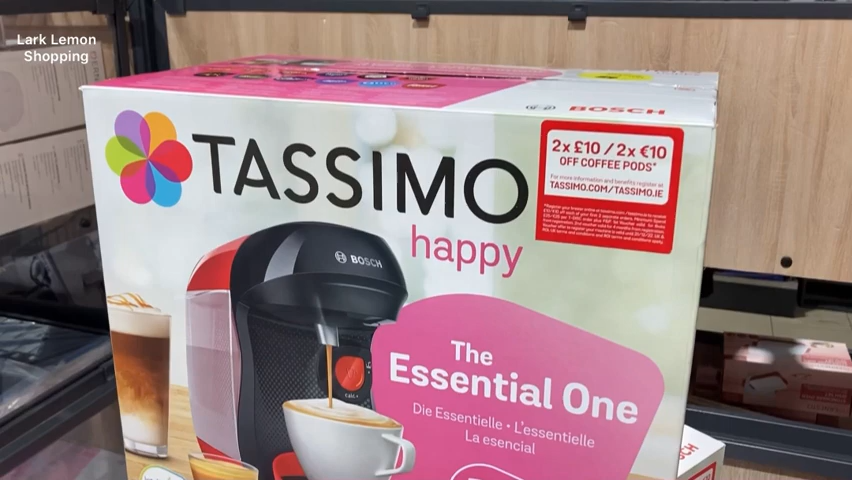 Lark Lemon
Shopping
BOSCH
TASSIMO
happy
2x £10 / 2x €10
OFF COFFEE PODS*
For more information and benefits register at
TASSIMO.COM/TASSIMO.IE
BOSCH
The
Essential One
Die Essentielle • L'essentielle
La esencial